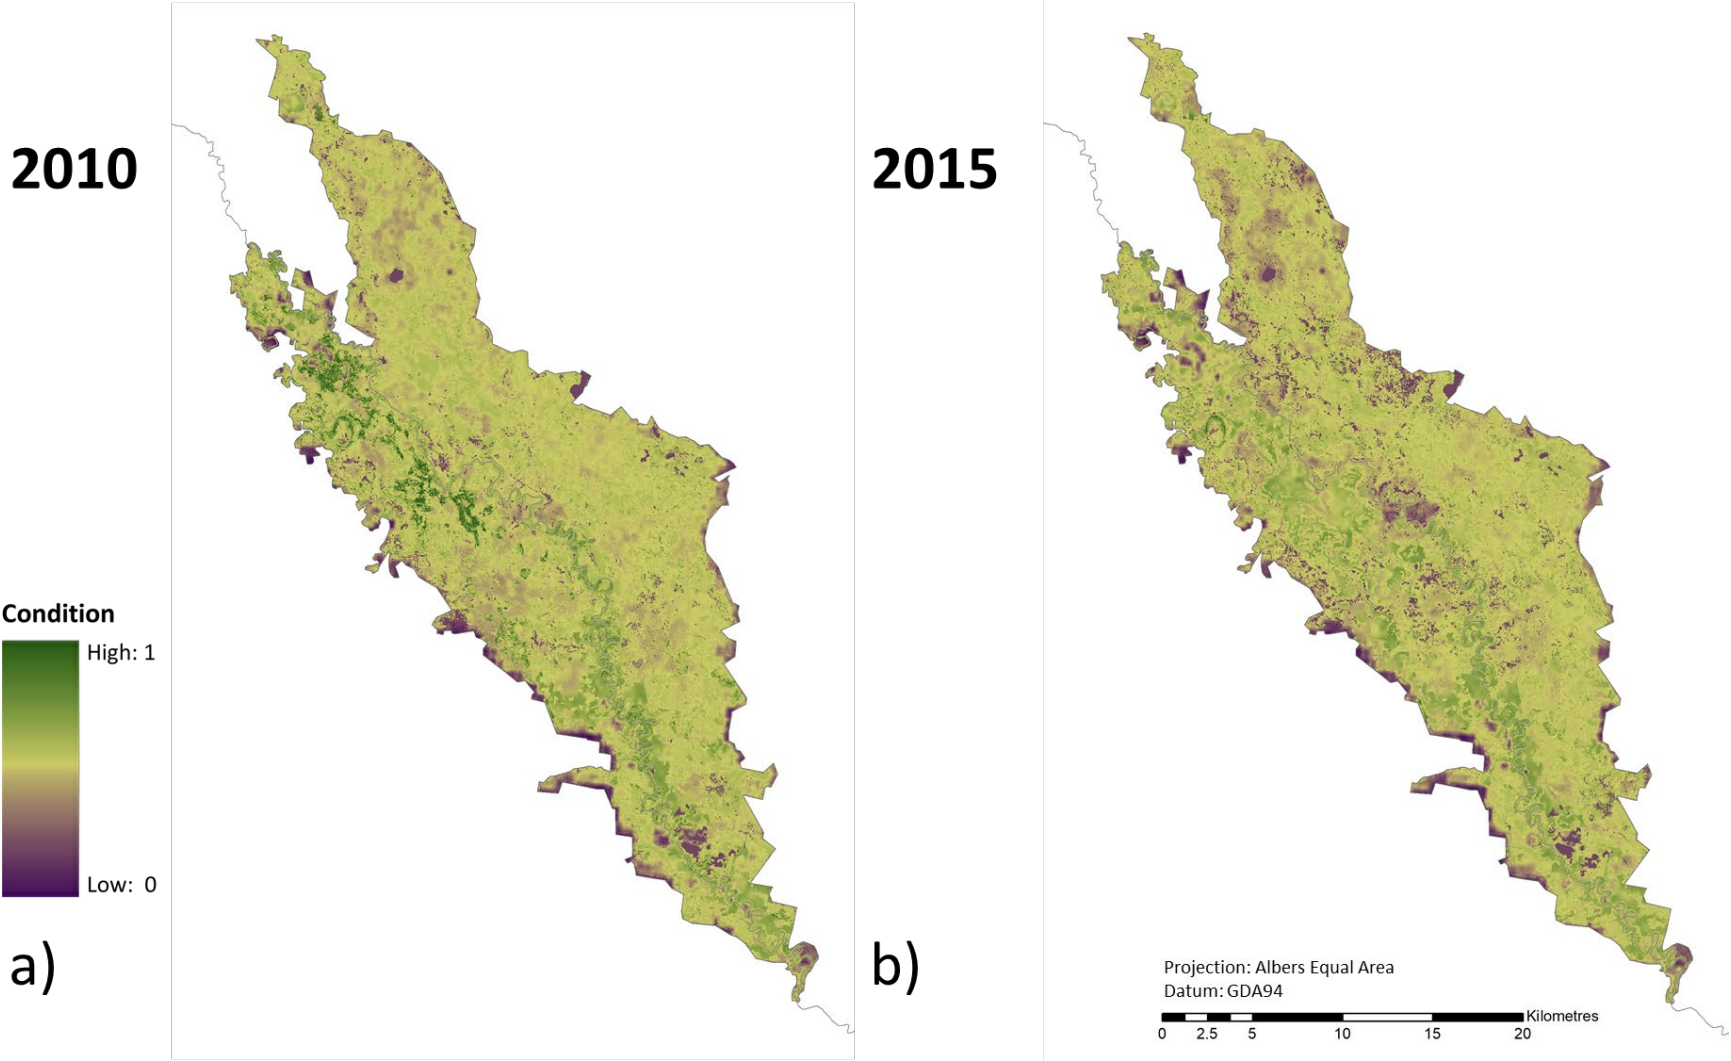 2010
2015
Condition
High: 1
Low: 0
a)
b)
Projection: Albers Equal Area
Datum: GDA94
Kilometres
0 2.5 5 10 15 20